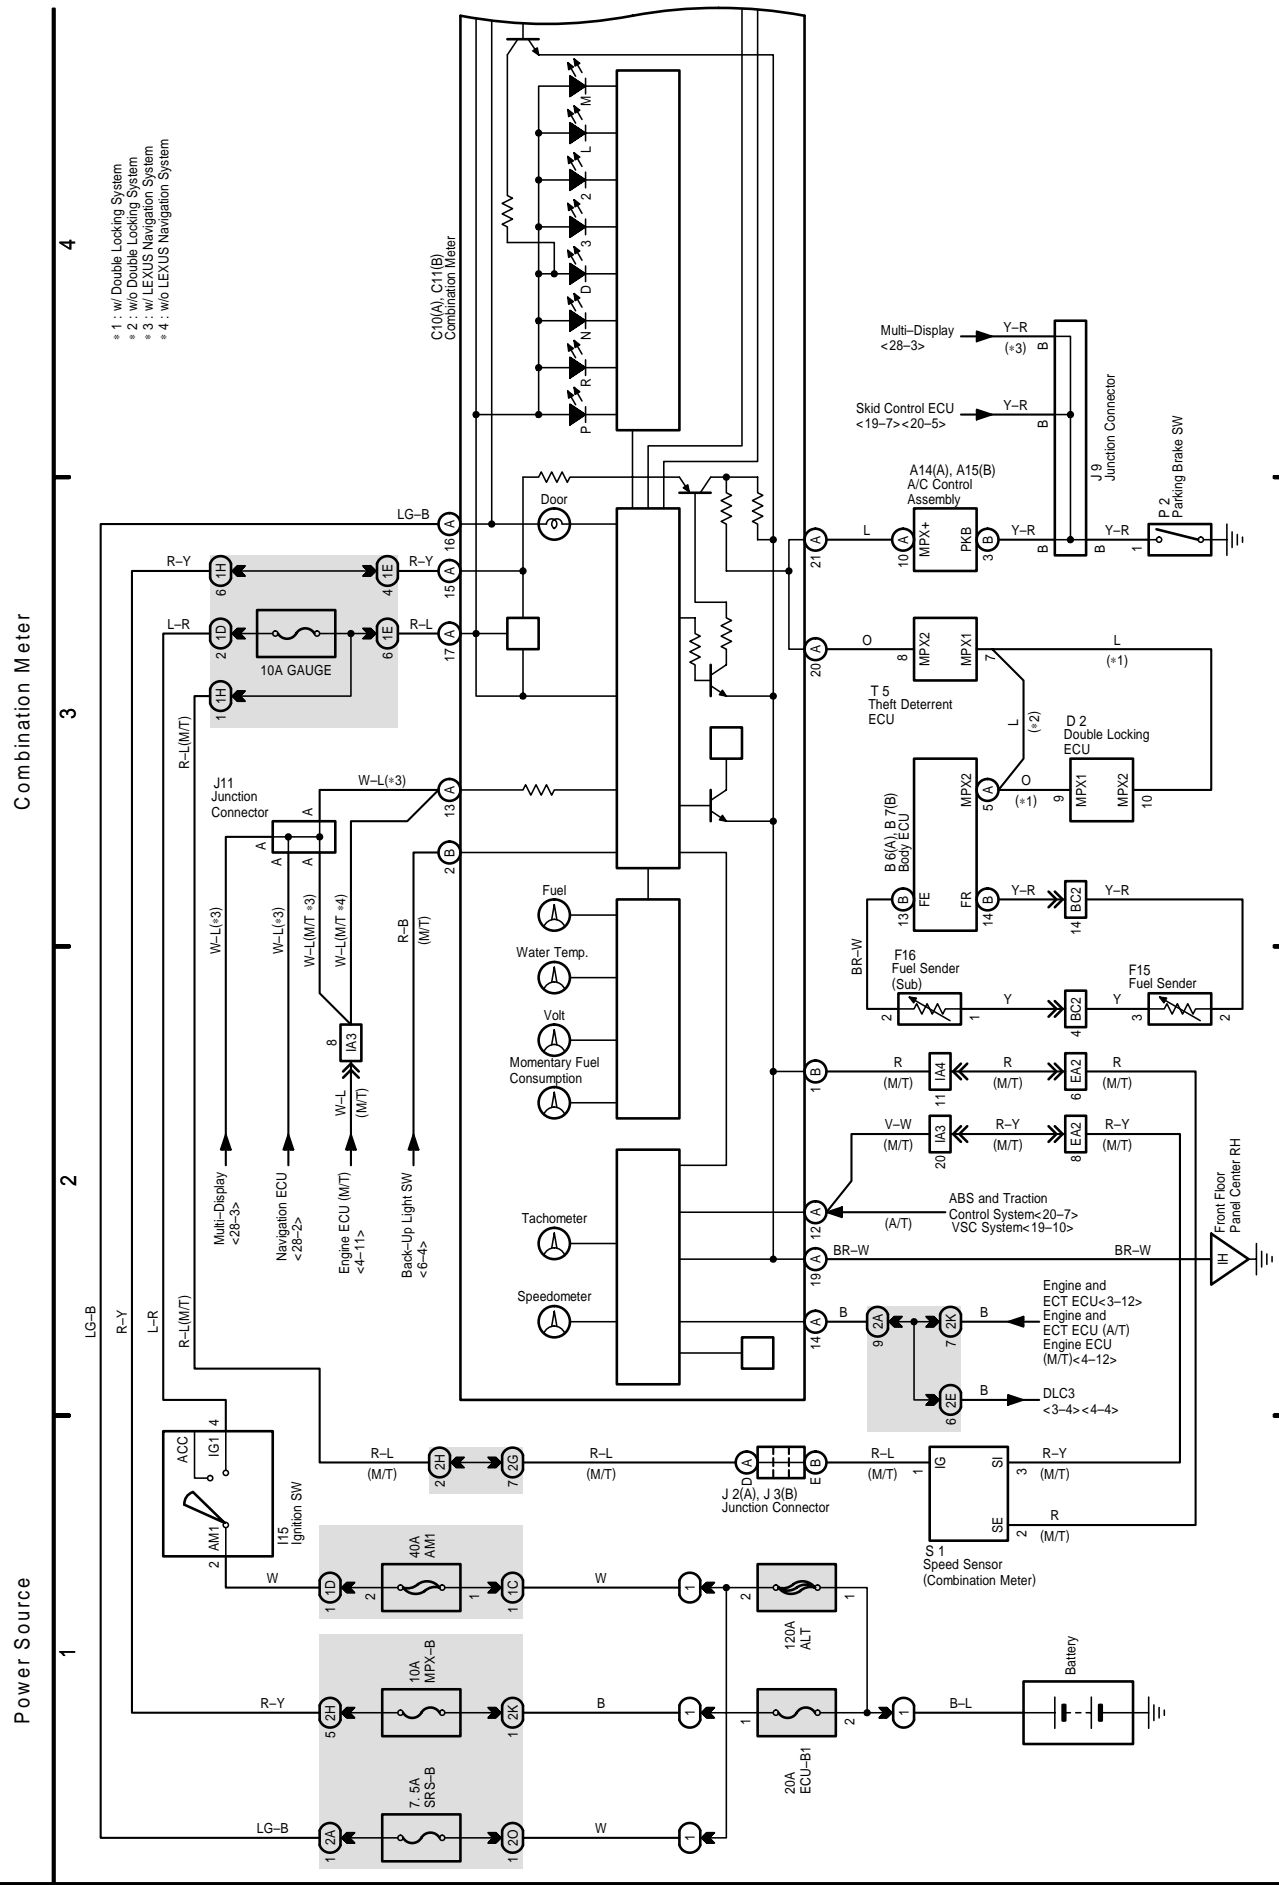 Power Source
Combination Meter
1
2
3
4
∗ 1 : w/ Double Locking System
∗ 2 : w/o Double Locking System
∗ 3 : w/ LEXUS Navigation System
∗ 4 : w/o LEXUS Navigation System
C10(A), C11(B)
Combination Meter
P
R
N
D
3
2
L
M
LG–B
16
A
Door
R–Y
6
1H
4
1E
R–Y
15
A
L–R
2
1D
10A GAUGE
6
1E
R–L
17
A
1
1H
R–L(M/T)
J11
Junction
Connector
A
A
A
A
W–L(∗3)
13
A
2
B
W–L(∗3)
W–L(∗3)
W–L(M/T ∗3)
W–L(M/T ∗4)
R–B
(M/T)
8
IA3
W–L
(M/T)
Multi–Display
<28–3>
Navigation ECU
<28–2>
Engine ECU (M/T)
<4–11>
Back–Up Light SW
<6–4>
LG–B
R–Y
L–R
R–L(M/T)
Fuel
Water Temp.
Volt
Momentary Fuel
Consumption
Tachometer
Speedometer
Multi–Display
<28–3>
Y–R
(∗3)
B
Skid Control ECU
<19–7><20–5>
Y–R
B
J 9
Junction Connector
A14(A), A15(B)
A/C Control
Assembly
21
A
L
10
A
MPX+
PKB
3
B
Y–R
B
B
Y–R
1
P 2
Parking Brake SW
20
A
O
8
MPX2
MPX1
7
L
(∗1)
T 5
Theft Deterrent
ECU
L
(∗2)
D 2
Double Locking
ECU
B 6(A), B 7(B)
Body ECU
MPX2
5
A
O
(∗1)
9
MPX1
MPX2
10
13
B
FE
FR
14
B
Y–R
14
BC2
Y–R
BR–W
F16
Fuel Sender
(Sub)
2
1
Y
4
BC2
Y
3
2
F15
Fuel Sender
1
B
R
(M/T)
11
IA4
R
(M/T)
6
EA2
R
(M/T)
V–W
(M/T)
20
IA3
R–Y
(M/T)
8
EA2
R–Y
(M/T)
12
A
(A/T)
ABS and Traction
Control System<20–7>
VSC System<19–10>
19
A
BR–W
BR–W
IH
Front Floor
Panel Center RH
14
A
B
9
2A
7
2K
B
Engine and
ECT ECU<3–12>
Engine and
ECT ECU (A/T)
Engine ECU
(M/T)<4–12>
6
2E
B
DLC3
<3–4><4–4>
ACC
IG1
4
AM1
2
I15
Ignition SW
R–L
(M/T)
2
2H
7
2G
R–L
(M/T)
D
A
E
B
J 2(A), J 3(B)
Junction Connector
R–L
(M/T)
1
IG
SI
SE
3
2
R–Y
(M/T)
R
(M/T)
S 1
Speed Sensor
(Combination Meter)
W
1
1D
2
40A
AM1
1
1
1C
W
1
2
120A
ALT
1
R–Y
5
2H
10A
MPX–B
1
2K
B
1
1
20A
ECU–B1
2
1
B–L
Battery
LG–B
1
2A
7. 5A
SRS–B
1
2O
W
1